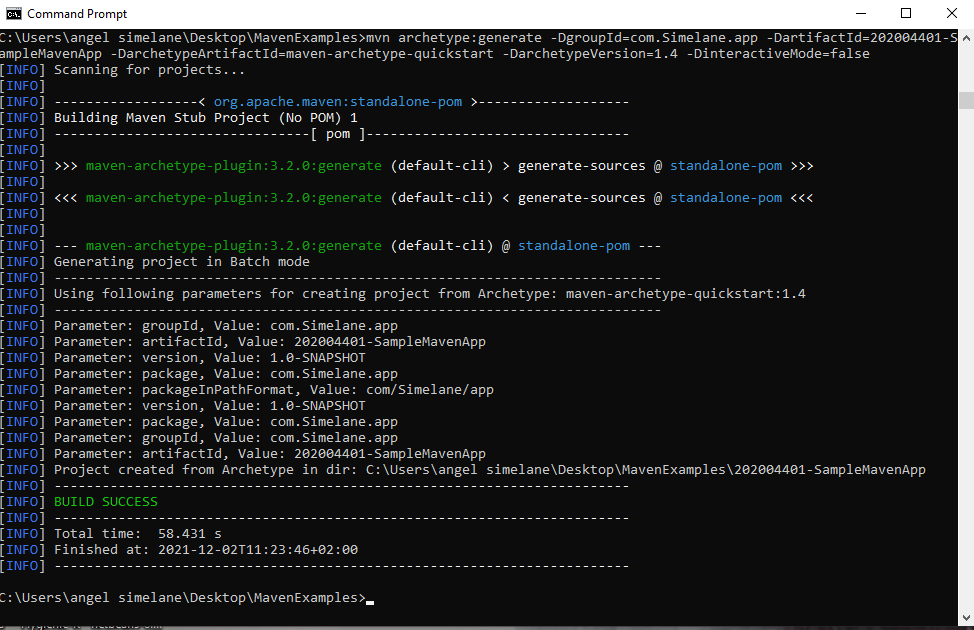 Command Prompt
C:\Users\angel simelane\Desktop\MavenExamples>mvn archetype:generate -DgroupId=com.Simelane.app -DartifactId=202004401-S
ampleMavenApp -DarchetypeArtifactId=maven-archetype-quickstart -DarchetypeVersion=1.4 -DinteractiveMode=false
[INFO] Scanning for projects...
[INFO]
[INFO] ------------------< org.apache.maven:standalone-pom >-------------------
[INFO] Building Maven Stub Project (No POM) 1
[INFO] --------------------------------[ pom ]---------------------------------
[INFO]
[INFO] >>> maven-archetype-plugin:3.2.0:generate (default-cli) > generate-sources @ standalone-pom >>>
[INFO]
[INFO] <<< maven-archetype-plugin:3.2.0:generate (default-cli) < generate-sources @ standalone-pom <<<
[INFO]
[INFO]
[INFO] --- maven-archetype-plugin:3.2.0:generate (default-cli) @ standalone-pom ---
[INFO] Generating project in Batch mode
[INFO] ----------------------------------------------------------------------------
[INFO] Using following parameters for creating project from Archetype: maven-archetype-quickstart:1.4
[INFO] ----------------------------------------------------------------------------
[INFO] Parameter: groupId, Value: com.Simelane.app
[INFO] Parameter: artifactId, Value: 202004401-SampleMavenApp
[INFO] Parameter: version, Value: 1.0-SNAPSHOT
[INFO] Parameter: package, Value: com.Simelane.app
[INFO] Parameter: packageInPathFormat, Value: com/Simelane/app
[INFO] Parameter: version, Value: 1.0-SNAPSHOT
[INFO] Parameter: package, Value: com.Simelane.app
[INFO] Parameter: groupId, Value: com.Simelane.app
[INFO] Parameter: artifactId, Value: 202004401-SampleMavenApp
[INFO] Project created from Archetype in dir: C:\Users\angel simelane\Desktop\MavenExamples\202004401-SampleMavenApp
[INFO] ------------------------------------------------------------------------
[INFO] BUILD SUCCESS
[INFO] ------------------------------------------------------------------------
[INFO] Total time:  58.431 s
[INFO] Finished at: 2021-12-02T11:23:46+02:00
[INFO] ------------------------------------------------------------------------
C:\Users\angel simelane\Desktop\MavenExamples>